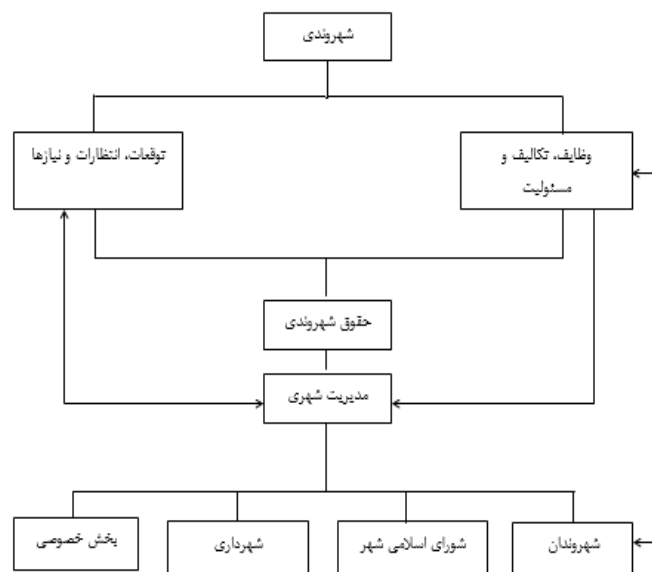 شهروندی
وظایف، تکالیف و
مسئولیت
توقعات، انتظارات و نیازها
حقوق شهروندی
مدیریت شهری
شهروندان
شورای اسلامی شهر
شهرداری
بخش خصوصی